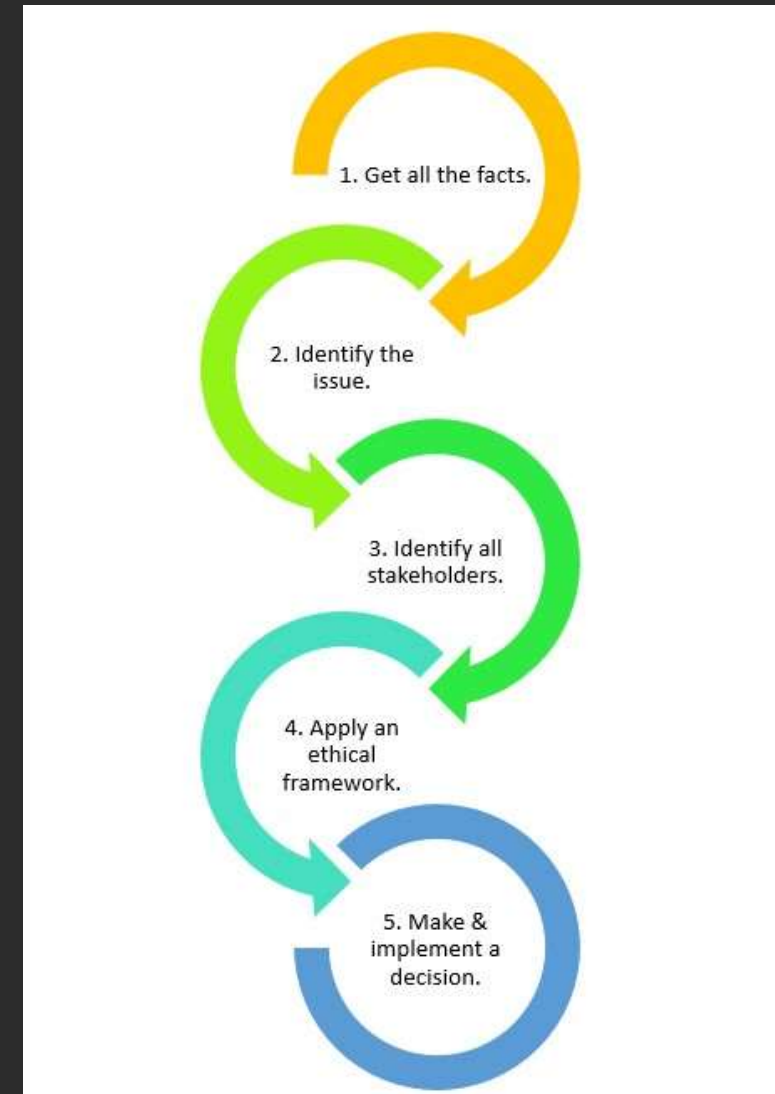 1. Get all the facts.
2. Identify the
issue.
3. Identify all
stakeholders.
4. Apply an
ethical
framework.
5. Make &
implement a
decision.